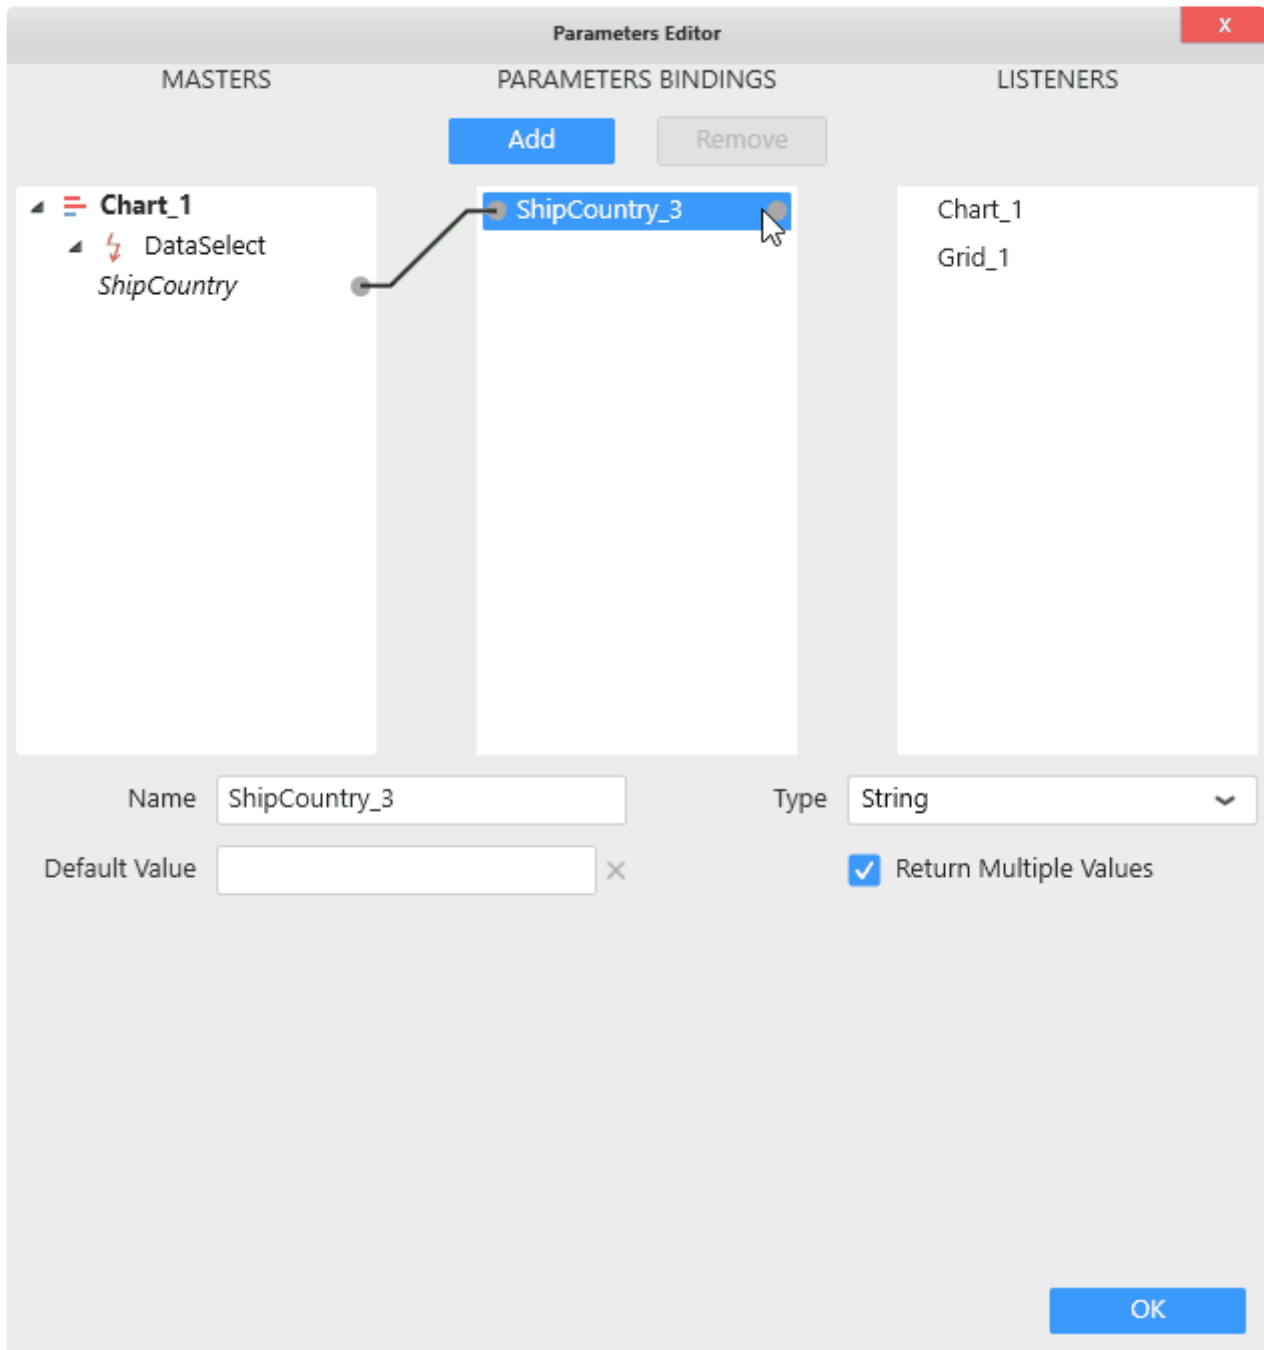 Parameters Editor
X
MASTERS
PARAMETERS BINDINGS
LISTENERS
Add
Remove
Chart_1
DataSelect
ShipCountry
ShipCountry_3
Chart_1
Grid_1
Name
ShipCountry_3
Type
String
Default Value
Return Multiple Values
OK